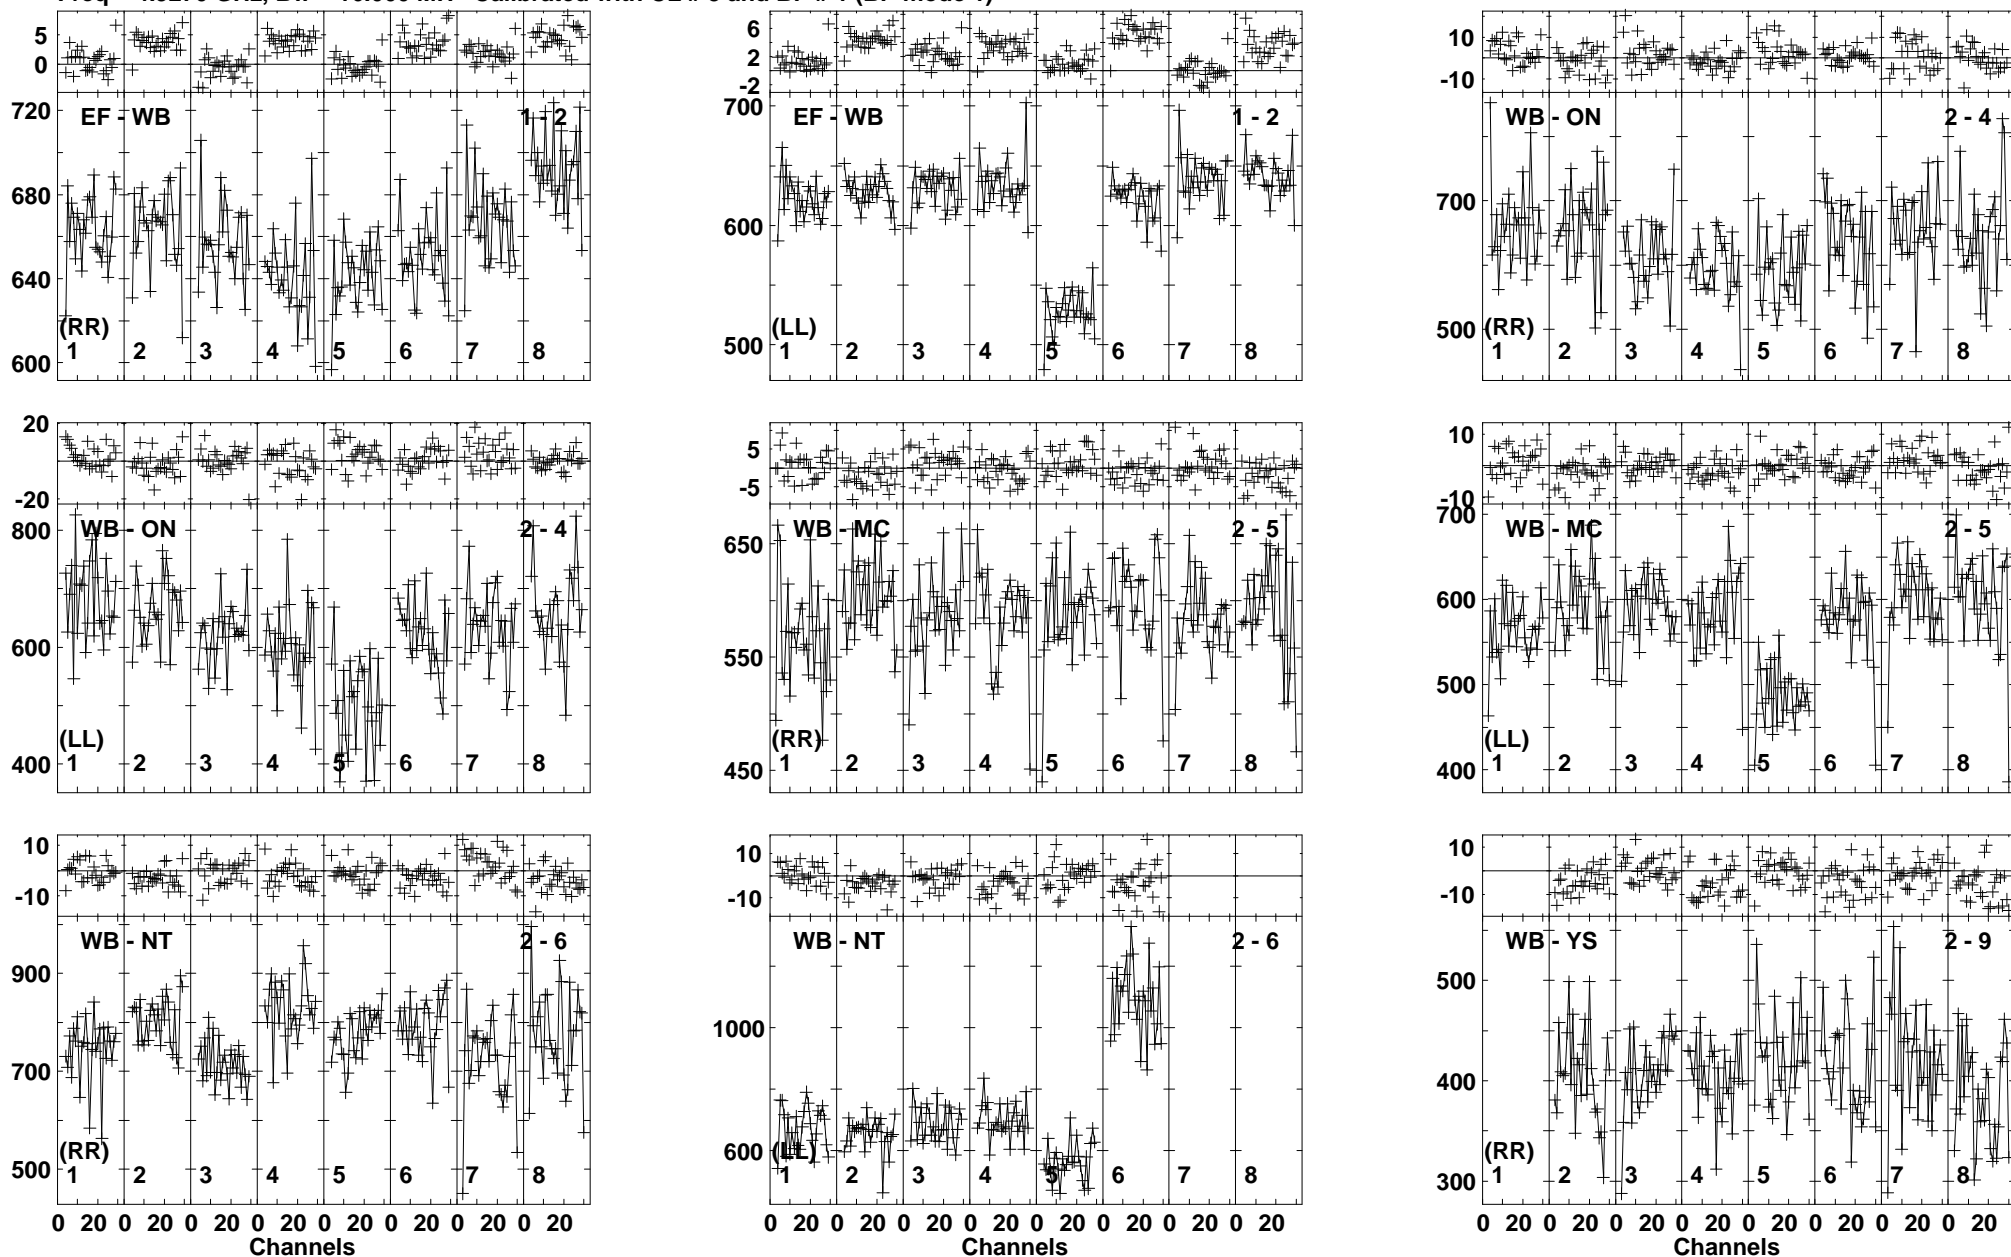 5 0
6 2 -2
10 -10
720 680 640 600
EF - WB 1 - 2
(RR)
1 2 3 4 5 6 7 8
700 600 500
EF - WB 1 - 2
(LL)
1 2 3 4 5 6 7 8
700 500
WB - ON 2 - 4
(RR)
1 2 3 4 5 6 7 8
20 -20
5 -5
10 -10
800 600 400
WB - ON 2 - 4
(LL)
1 2 3 4 5 6 7 8
650 550 450
WB - MC 2 - 5
(RR)
1 2 3 4 5 6 7 8
700 600 500 400
WB - MC 2 - 5
(LL)
1 2 3 4 5 6 7 8
10 -10
10 -10
10 -10
900 700 500
WB - NT 2 - 6
(RR)
1 2 3 4 5 6 7 8
1000 600
WB - NT 2 - 6
(LL)
1 2 3 4 5 6 7 8
500 400 300
WB - YS 2 - 9
(RR)
1 2 3 4 5 6 7 8
0 20 0 20 0 20 0 20 0 20 0 20 0 20 0 20
0 20 0 20 0 20 0 20 0 20 0 20 0 20 0 20
0 20 0 20 0 20 0 20 0 20 0 20 0 20 0 20
Channels
Channels
Channels